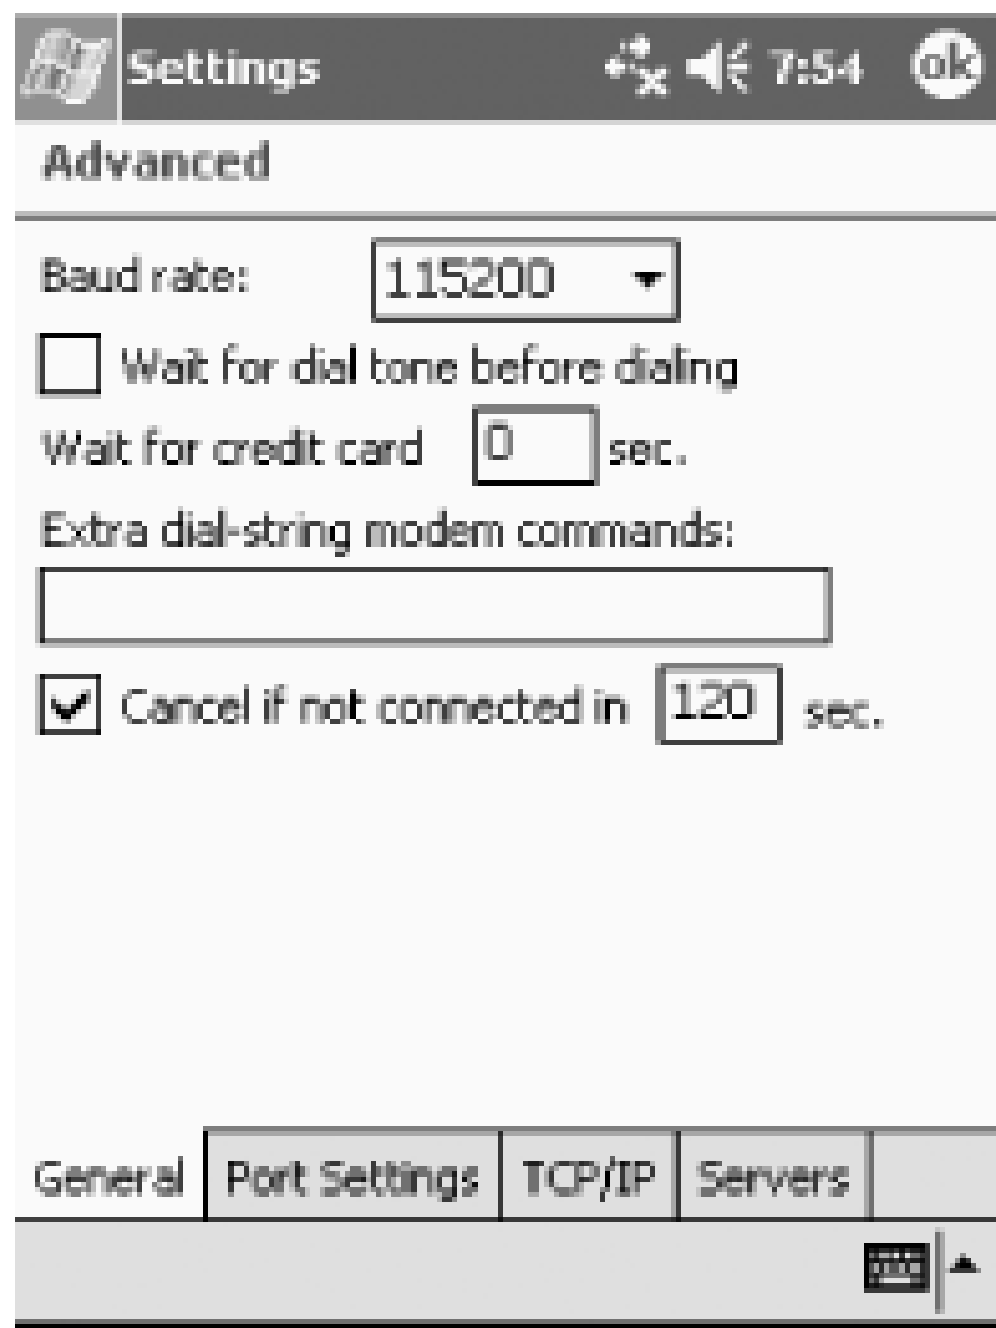 Settings 7:54 ok
Advanced
Baud rate: 115200
Wait for dial tone before dialing
Wait for credit card 0 sec.
Extra dial-string modem commands:
Cancel if not connected in 120 sec.
General Port Settings TCP/IP Servers